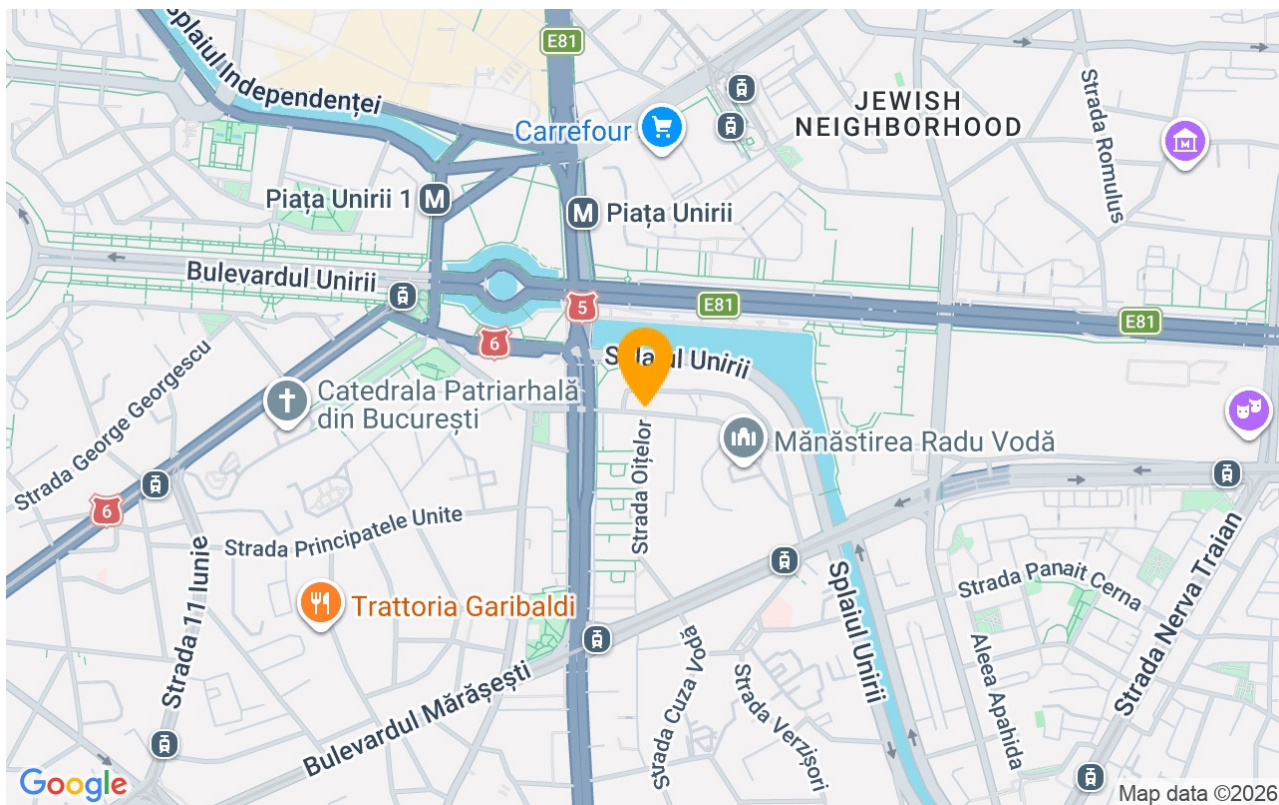 Splaiul Independenței
E81
Carrefour
JEWISH
NEIGHBORHOOD
Strada Romulus
M
Piața Unirii 1
M
M
Piața Unirii
Bulevardul Unirii
5
E81
E81
6
Splaiul Unirii
Strada George Georgescu
Catedrala Patriarhală
din București
Strada Oițelor
Mănăstirea Radu Vodă
6
Strada Principatele Unite
Strada 11 Iunie
Trattoria Garibaldi
Bulevardul Mărășești
Strada Cuza Vodă
Strada Verzișori
Splaiul Unirii
Strada Panait Cerna
Aleea Apahida
Strada Nerva Traian
Google
Map data ©2026